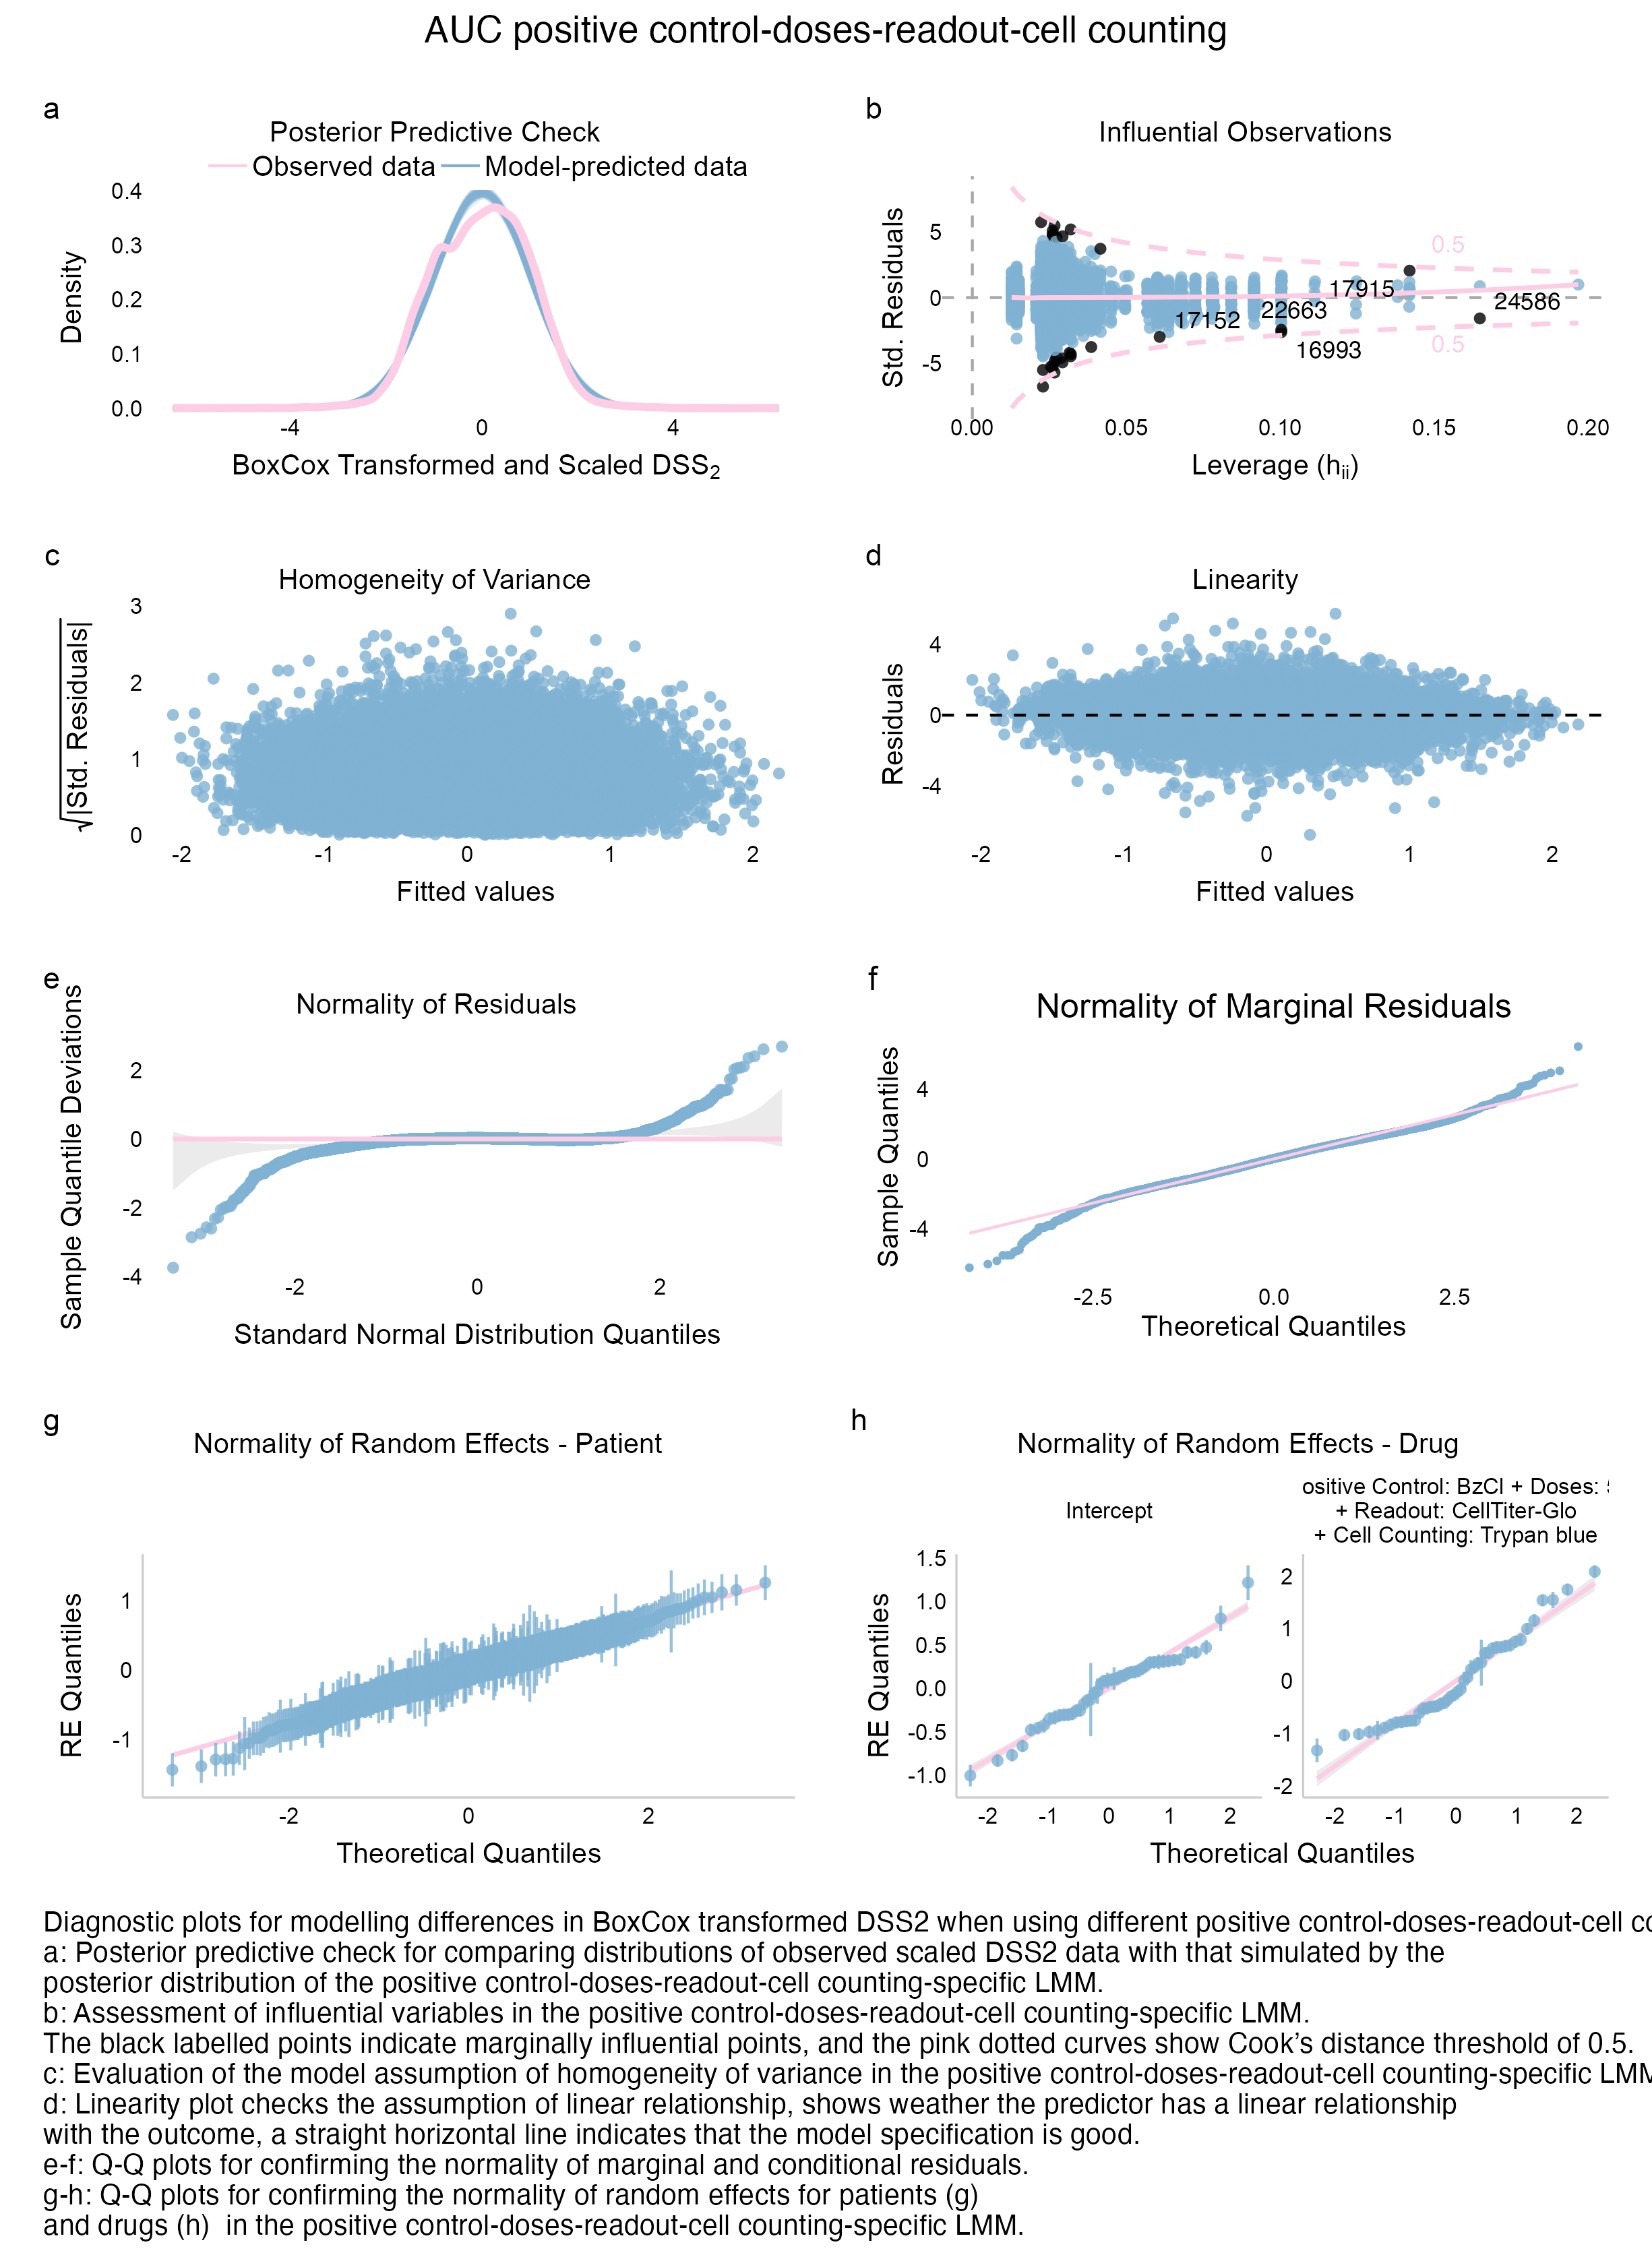 AUC positive control-doses-readout-cell counting
a
Posterior Predictive Check
Observed data Model-predicted data
0.4
0.3
0.2
0.1
0.0
Density
-4 0 4
BoxCox Transformed and Scaled DSS2
b
Influential Observations
5
0
-5
Std. Residuals
0.5
17915
24586
22663
17152
16993
0.5
0.00 0.05 0.10 0.15 0.20
Leverage (hii)
c
Homogeneity of Variance
3
2
1
0
√|Std. Residuals|
-2 -1 0 1 2
Fitted values
d
Linearity
4
0
-4
Residuals
-2 -1 0 1 2
Fitted values
e
Normality of Residuals
2
0
-2
-4
Sample Quantile Deviations
-2 0 2
Standard Normal Distribution Quantiles
f
Normality of Marginal Residuals
4
0
-4
Sample Quantiles
-2.5 0.0 2.5
Theoretical Quantiles
g
Normality of Random Effects - Patient
1
0
-1
RE Quantiles
-2 0 2
Theoretical Quantiles
h
Normality of Random Effects - Drug
Intercept
1.5
1.0
0.5
0.0
-0.5
-1.0
RE Quantiles
-2 -1 0 1 2
ositive Control: BzCl + Doses:
+ Readout: CellTiter-Glo
+ Cell Counting: Trypan blue
2
1
0
-1
-2
-2 -1 0 1 2
Theoretical Quantiles
Diagnostic plots for modelling differences in BoxCox transformed DSS2 when using different positive control-doses-readout-cell co
a: Posterior predictive check for comparing distributions of observed scaled DSS2 data with that simulated by the
posterior distribution of the positive control-doses-readout-cell counting-specific LMM.
b: Assessment of influential variables in the positive control-doses-readout-cell counting-specific LMM.
The black labelled points indicate marginally influential points, and the pink dotted curves show Cook’s distance threshold of 0.5.
c: Evaluation of the model assumption of homogeneity of variance in the positive control-doses-readout-cell counting-specific LMM
d: Linearity plot checks the assumption of linear relationship, shows weather the predictor has a linear relationship
with the outcome, a straight horizontal line indicates that the model specification is good.
e-f: Q-Q plots for confirming the normality of marginal and conditional residuals.
g-h: Q-Q plots for confirming the normality of random effects for patients (g)
and drugs (h)  in the positive control-doses-readout-cell counting-specific LMM.